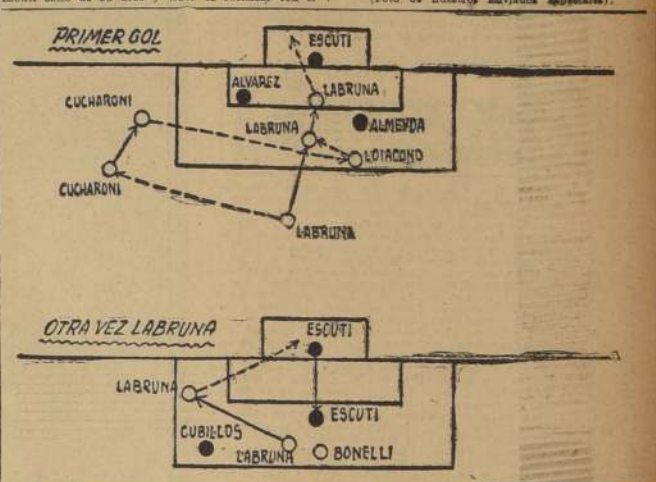 PRIMER GOL
ESCUTI
ALVAREZ
LABRUNA
CUCHARONI
LABRUNA
ALMEYDA
LOIACONO
CUCHARONI
LABRUNA
OTRA VEZ LABRUNA
ESCUTI
LABRUNA
ESCUTI
CUBILLOS
LABRUNA
BONELLI